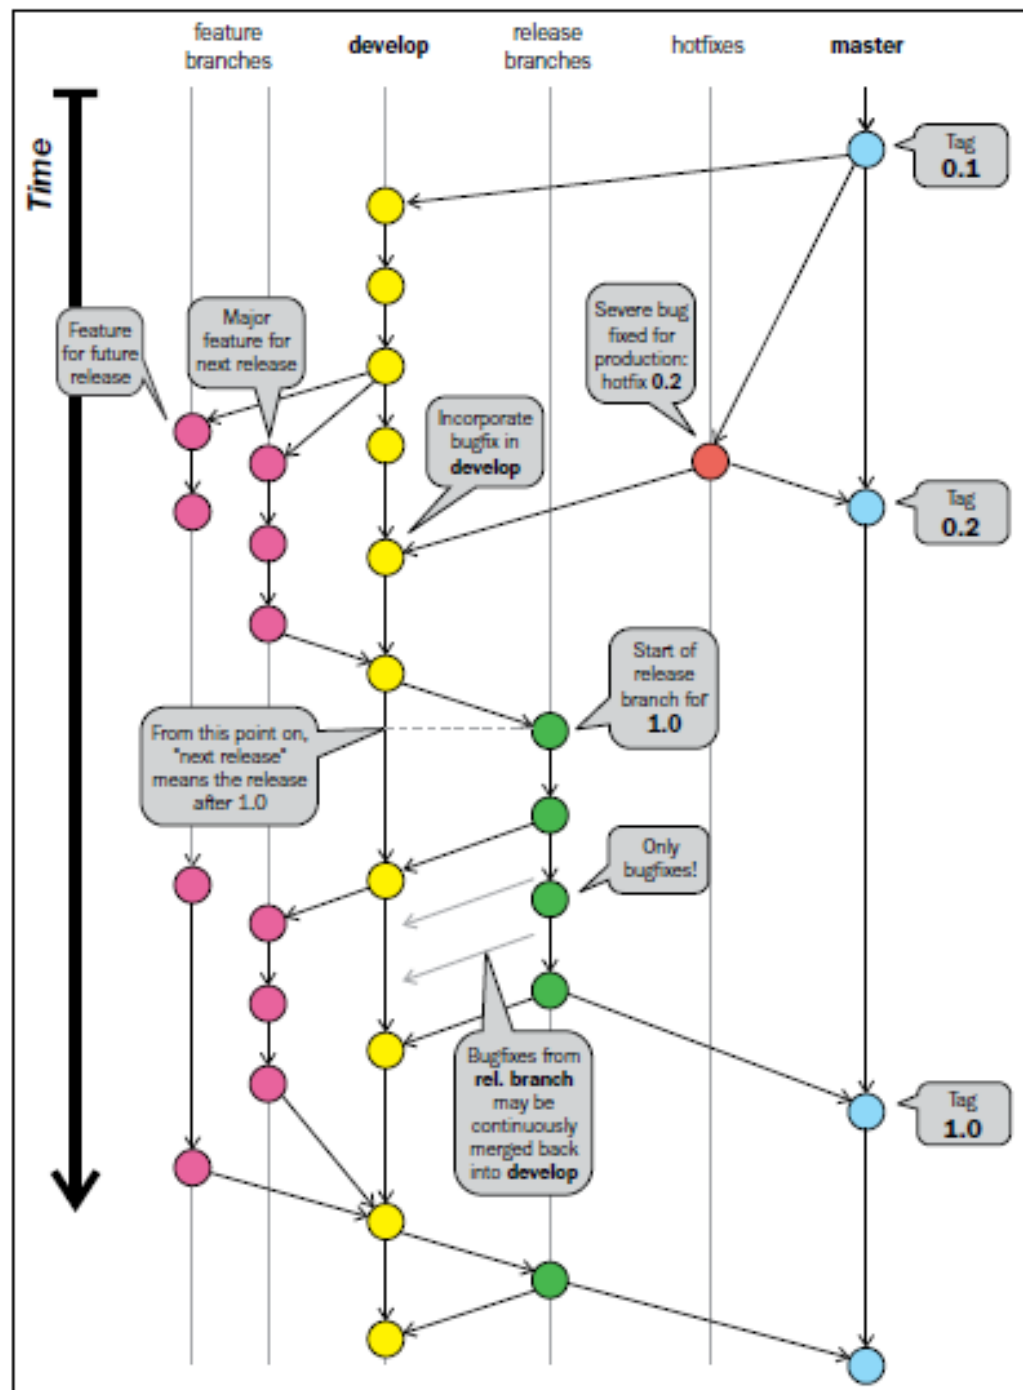 feature
branches
develop
release
branches
hotfixes
master
Time
Tag
0.1
Feature
for future
release
Major
feature for
next release
Severe bug
fixed for
production:
hotfix 0.2
Incorporate
bugfix in
develop
Tag
0.2
Start of
release
branch for
1.0
From this point on,
"next release"
means the release
after 1.0
Only
bugfixes!
Bugfixes from
rel. branch
may be
continuously
merged back
into develop
Tag
1.0